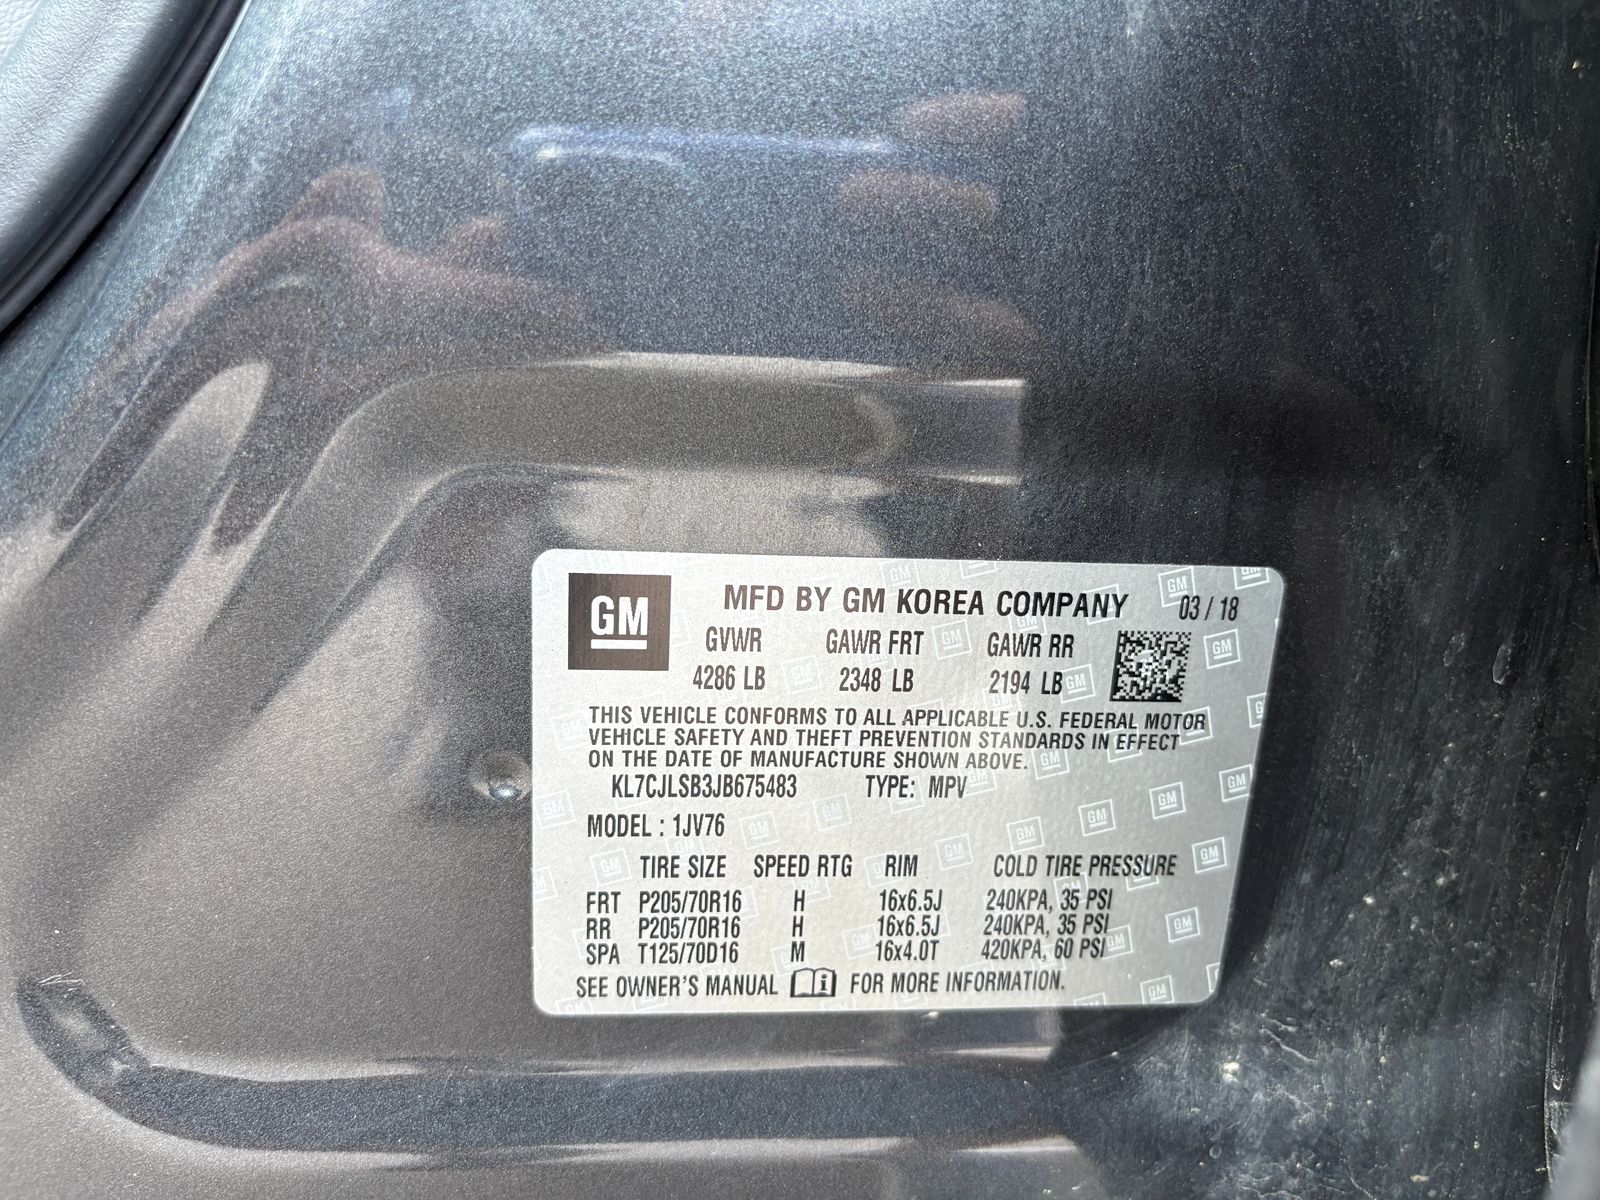 GM MFD BY GM KOREA COMPANY 03 / 18
GVWR GAWR FRT GAWR RR
4286 LB 2348 LB 2194 LB
THIS VEHICLE CONFORMS TO ALL APPLICABLE U.S. FEDERAL MOTOR
VEHICLE SAFETY AND THEFT PREVENTION STANDARDS IN EFFECT
ON THE DATE OF MANUFACTURE SHOWN ABOVE.
KL7CJLSB3JB675483 TYPE: MPV
MODEL : 1JV76
TIRE SIZE SPEED RTG RIM COLD TIRE PRESSURE
FRT P205/70R16 H 16x6.5J 240KPA, 35 PSI
RR P205/70R16 H 16x6.5J 240KPA, 35 PSI
SPA T125/70D16 M 16x4.0T 420KPA, 60 PSI
SEE OWNER'S MANUAL i FOR MORE INFORMATION.